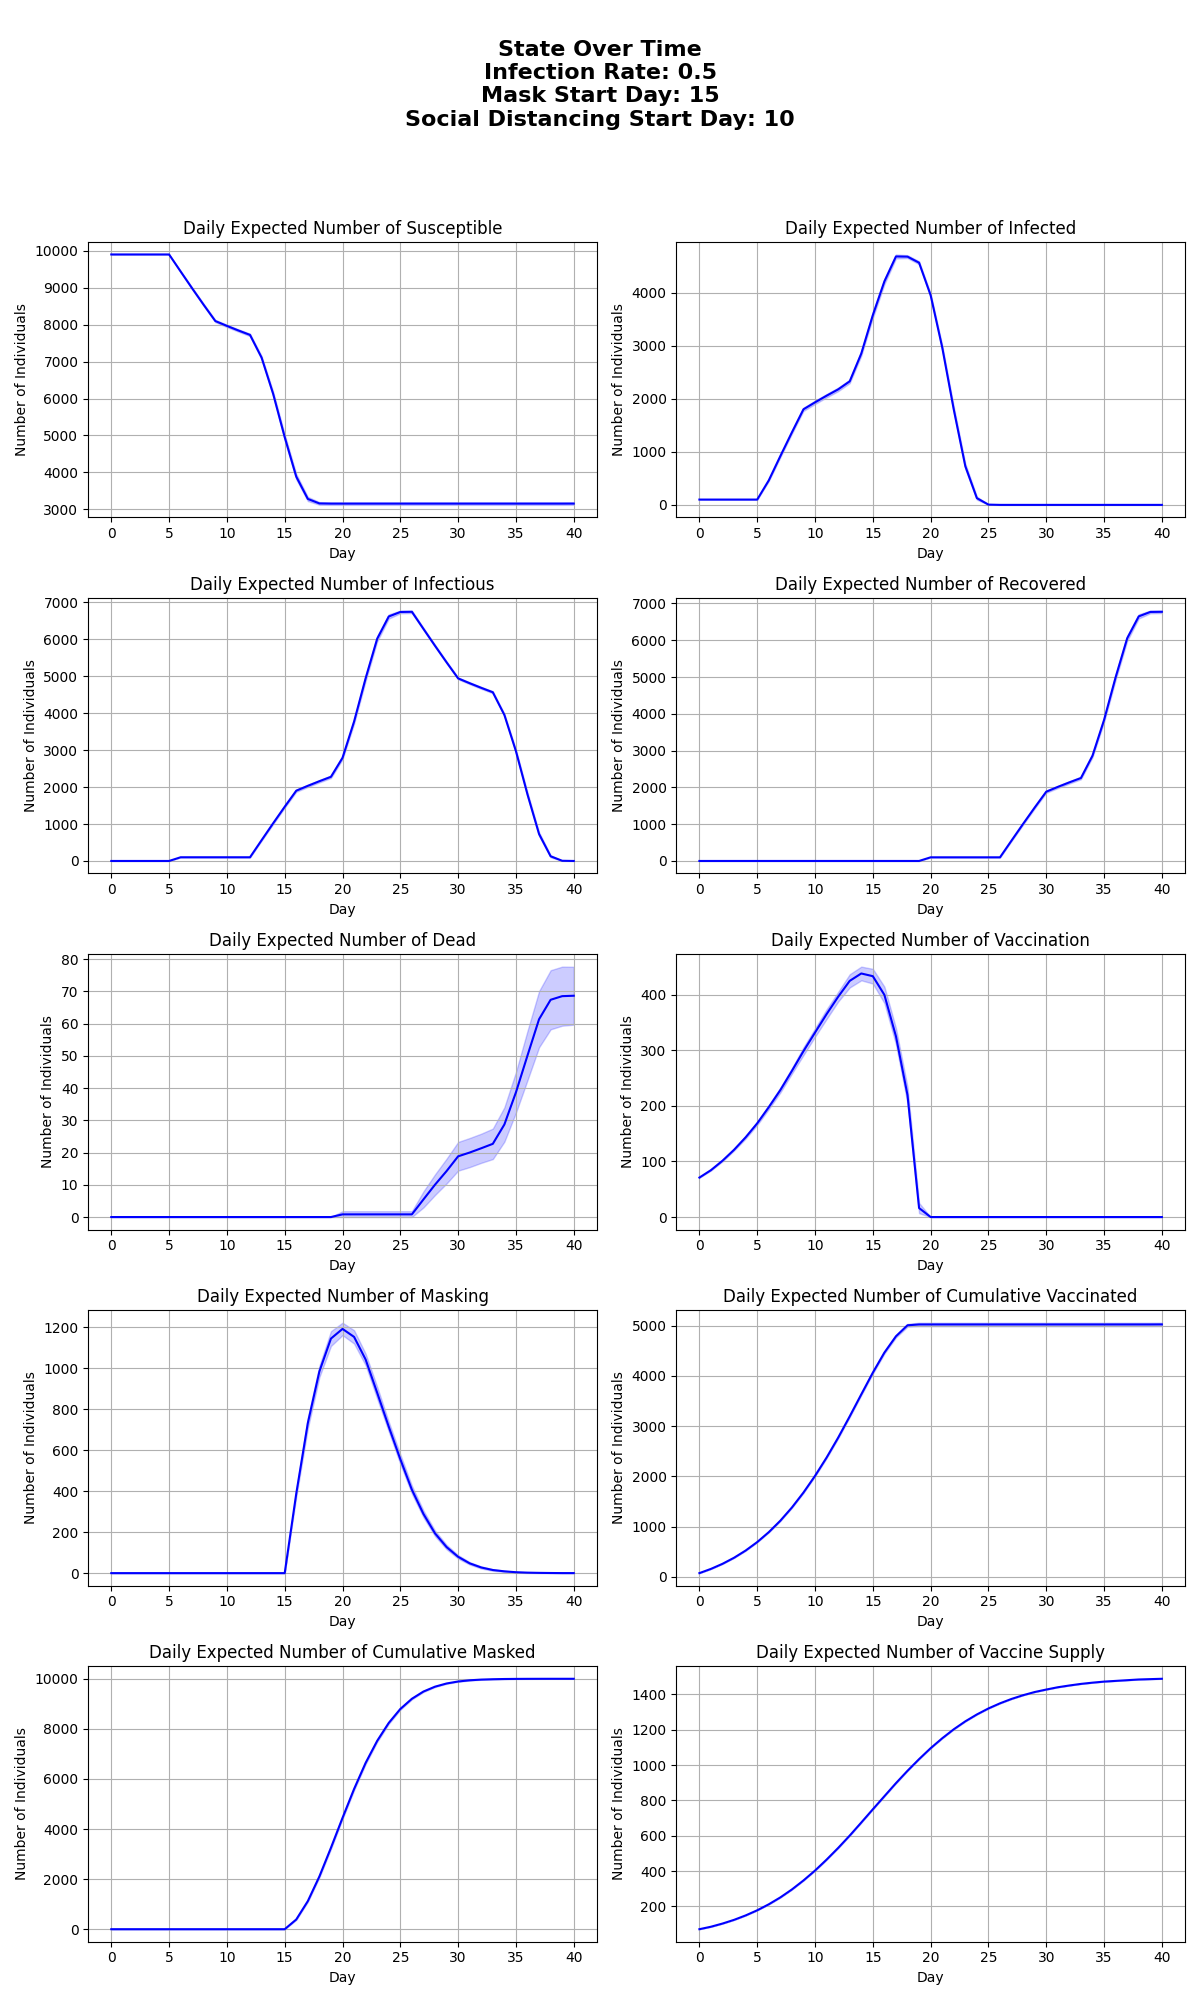 State Over Time
Infection Rate: 0.5
Mask Start Day: 15
Social Distancing Start Day: 10
Daily Expected Number of Susceptible
Number of Individuals
10000
9000
8000
7000
6000
5000
4000
3000
0 5 10 15 20 25 30 35 40
Day
Daily Expected Number of Infected
Number of Individuals
4000
3000
2000
1000
0
0 5 10 15 20 25 30 35 40
Day
Daily Expected Number of Infectious
Number of Individuals
7000
6000
5000
4000
3000
2000
1000
0
0 5 10 15 20 25 30 35 40
Day
Daily Expected Number of Recovered
Number of Individuals
7000
6000
5000
4000
3000
2000
1000
0
0 5 10 15 20 25 30 35 40
Day
Daily Expected Number of Dead
Number of Individuals
80
70
60
50
40
30
20
10
0
0 5 10 15 20 25 30 35 40
Day
Daily Expected Number of Vaccination
Number of Individuals
400
300
200
100
0
0 5 10 15 20 25 30 35 40
Day
Daily Expected Number of Masking
Number of Individuals
1200
1000
800
600
400
200
0
0 5 10 15 20 25 30 35 40
Day
Daily Expected Number of Cumulative Vaccinated
Number of Individuals
5000
4000
3000
2000
1000
0
0 5 10 15 20 25 30 35 40
Day
Daily Expected Number of Cumulative Masked
Number of Individuals
10000
8000
6000
4000
2000
0
0 5 10 15 20 25 30 35 40
Day
Daily Expected Number of Vaccine Supply
Number of Individuals
1400
1200
1000
800
600
400
200
0 5 10 15 20 25 30 35 40
Day